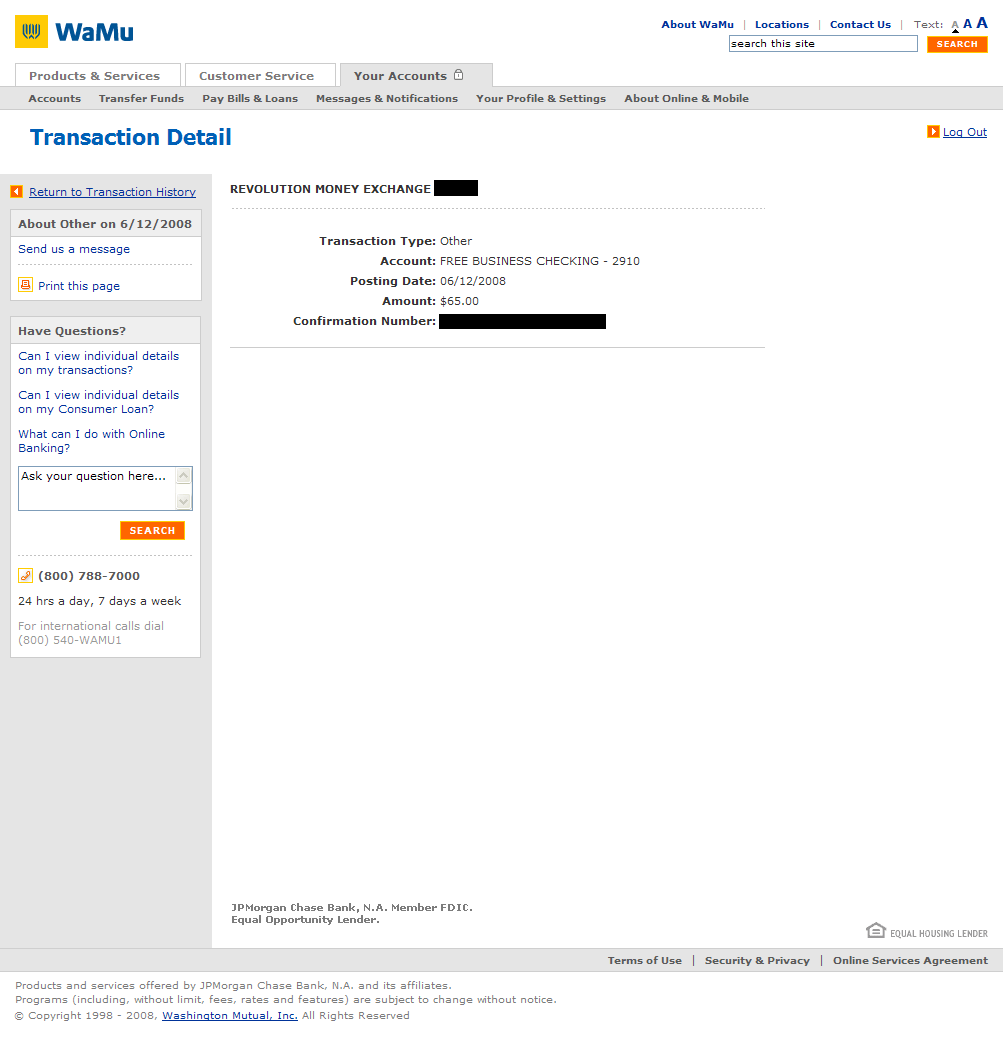 WaMu
About WaMu | Locations | Contact Us | Text: A A A
search this site SEARCH
Products & Services Customer Service Your Accounts
Accounts Transfer Funds Pay Bills & Loans Messages & Notifications Your Profile & Settings About Online & Mobile
Transaction Detail
Log Out
Return to Transaction History
About Other on 6/12/2008
Send us a message
Print this page
Have Questions?
Can I view individual details
on my transactions?
Can I view individual details
on my Consumer Loan?
What can I do with Online
Banking?
Ask your question here...
SEARCH
(800) 788-7000
24 hrs a day, 7 days a week
For international calls dial
(800) 540-WAMU1
REVOLUTION MONEY EXCHANGE
Transaction Type: Other
Account: FREE BUSINESS CHECKING - 2910
Posting Date: 06/12/2008
Amount: $65.00
Confirmation Number:
JPMorgan Chase Bank, N.A. Member FDIC.
Equal Opportunity Lender.
EQUAL HOUSING LENDER
Terms of Use | Security & Privacy | Online Services Agreement
Products and services offered by JPMorgan Chase Bank, N.A. and its affiliates.
Programs (including, without limit, fees, rates and features) are subject to change without notice.
© Copyright 1998 - 2008, Washington Mutual, Inc. All Rights Reserved